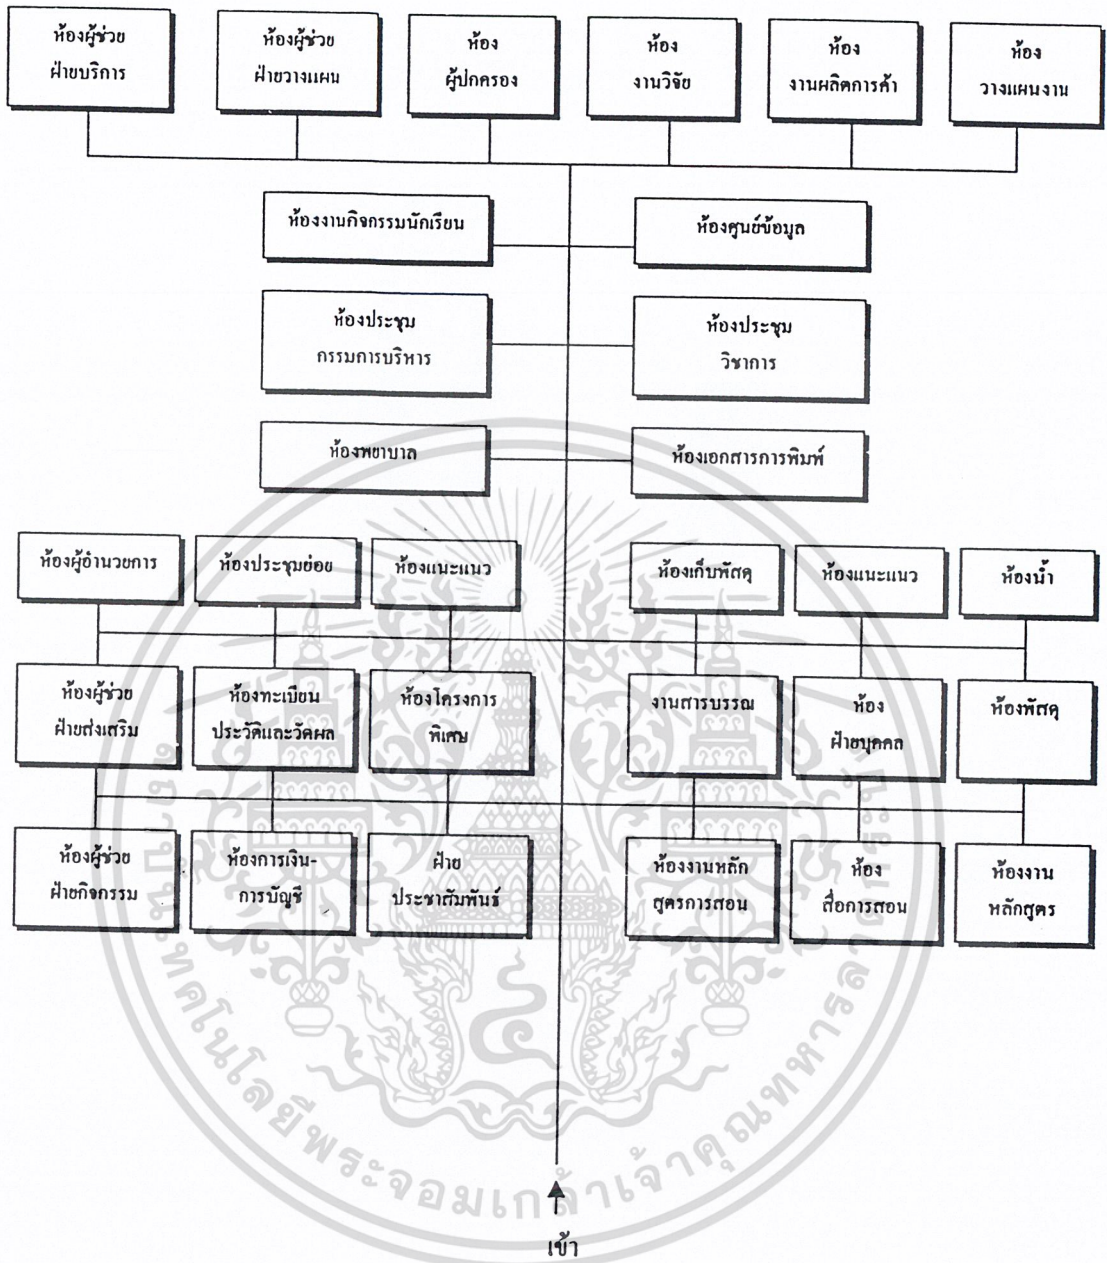 ห้องผู้ช่วย
ฝ่ายบริการ
ห้องผู้ช่วย
ฝ่ายวางแผน
ห้อง
ผู้ปกครอง
ห้อง
งานวิจัย
ห้อง
งานผลิตการค้า
ห้อง
วางแผนงาน
ห้องงานกิจกรรมนักเรียน
ห้องศูนย์ข้อมูล
ห้องประชุม
กรรมการบริหาร
ห้องประชุม
วิชาการ
ห้องพยาบาล
ห้องเอกสารการพิมพ์
ห้องผู้อำนวยการ
ห้องประชุมย่อย
ห้องแนะแนว
ห้องเก็บพัสดุ
ห้องแนะแนว
ห้องน้ำ
ห้องผู้ช่วย
ฝ่ายส่งเสริม
ห้องทะเบียน
ประวัติและวัดผล
ห้องโครงการ
พิเศษ
งานสารบรรณ
ห้อง
ฝ่ายบุคคล
ห้องพัสดุ
ห้องผู้ช่วย
ฝ่ายกิจกรรม
ห้องการเงิน-
การบัญชี
ฝ่าย
ประชาสัมพันธ์
ห้องงานหลัก
สูตรการสอน
ห้อง
สื่อการสอน
ห้องงาน
หลักสูตร
เข้า